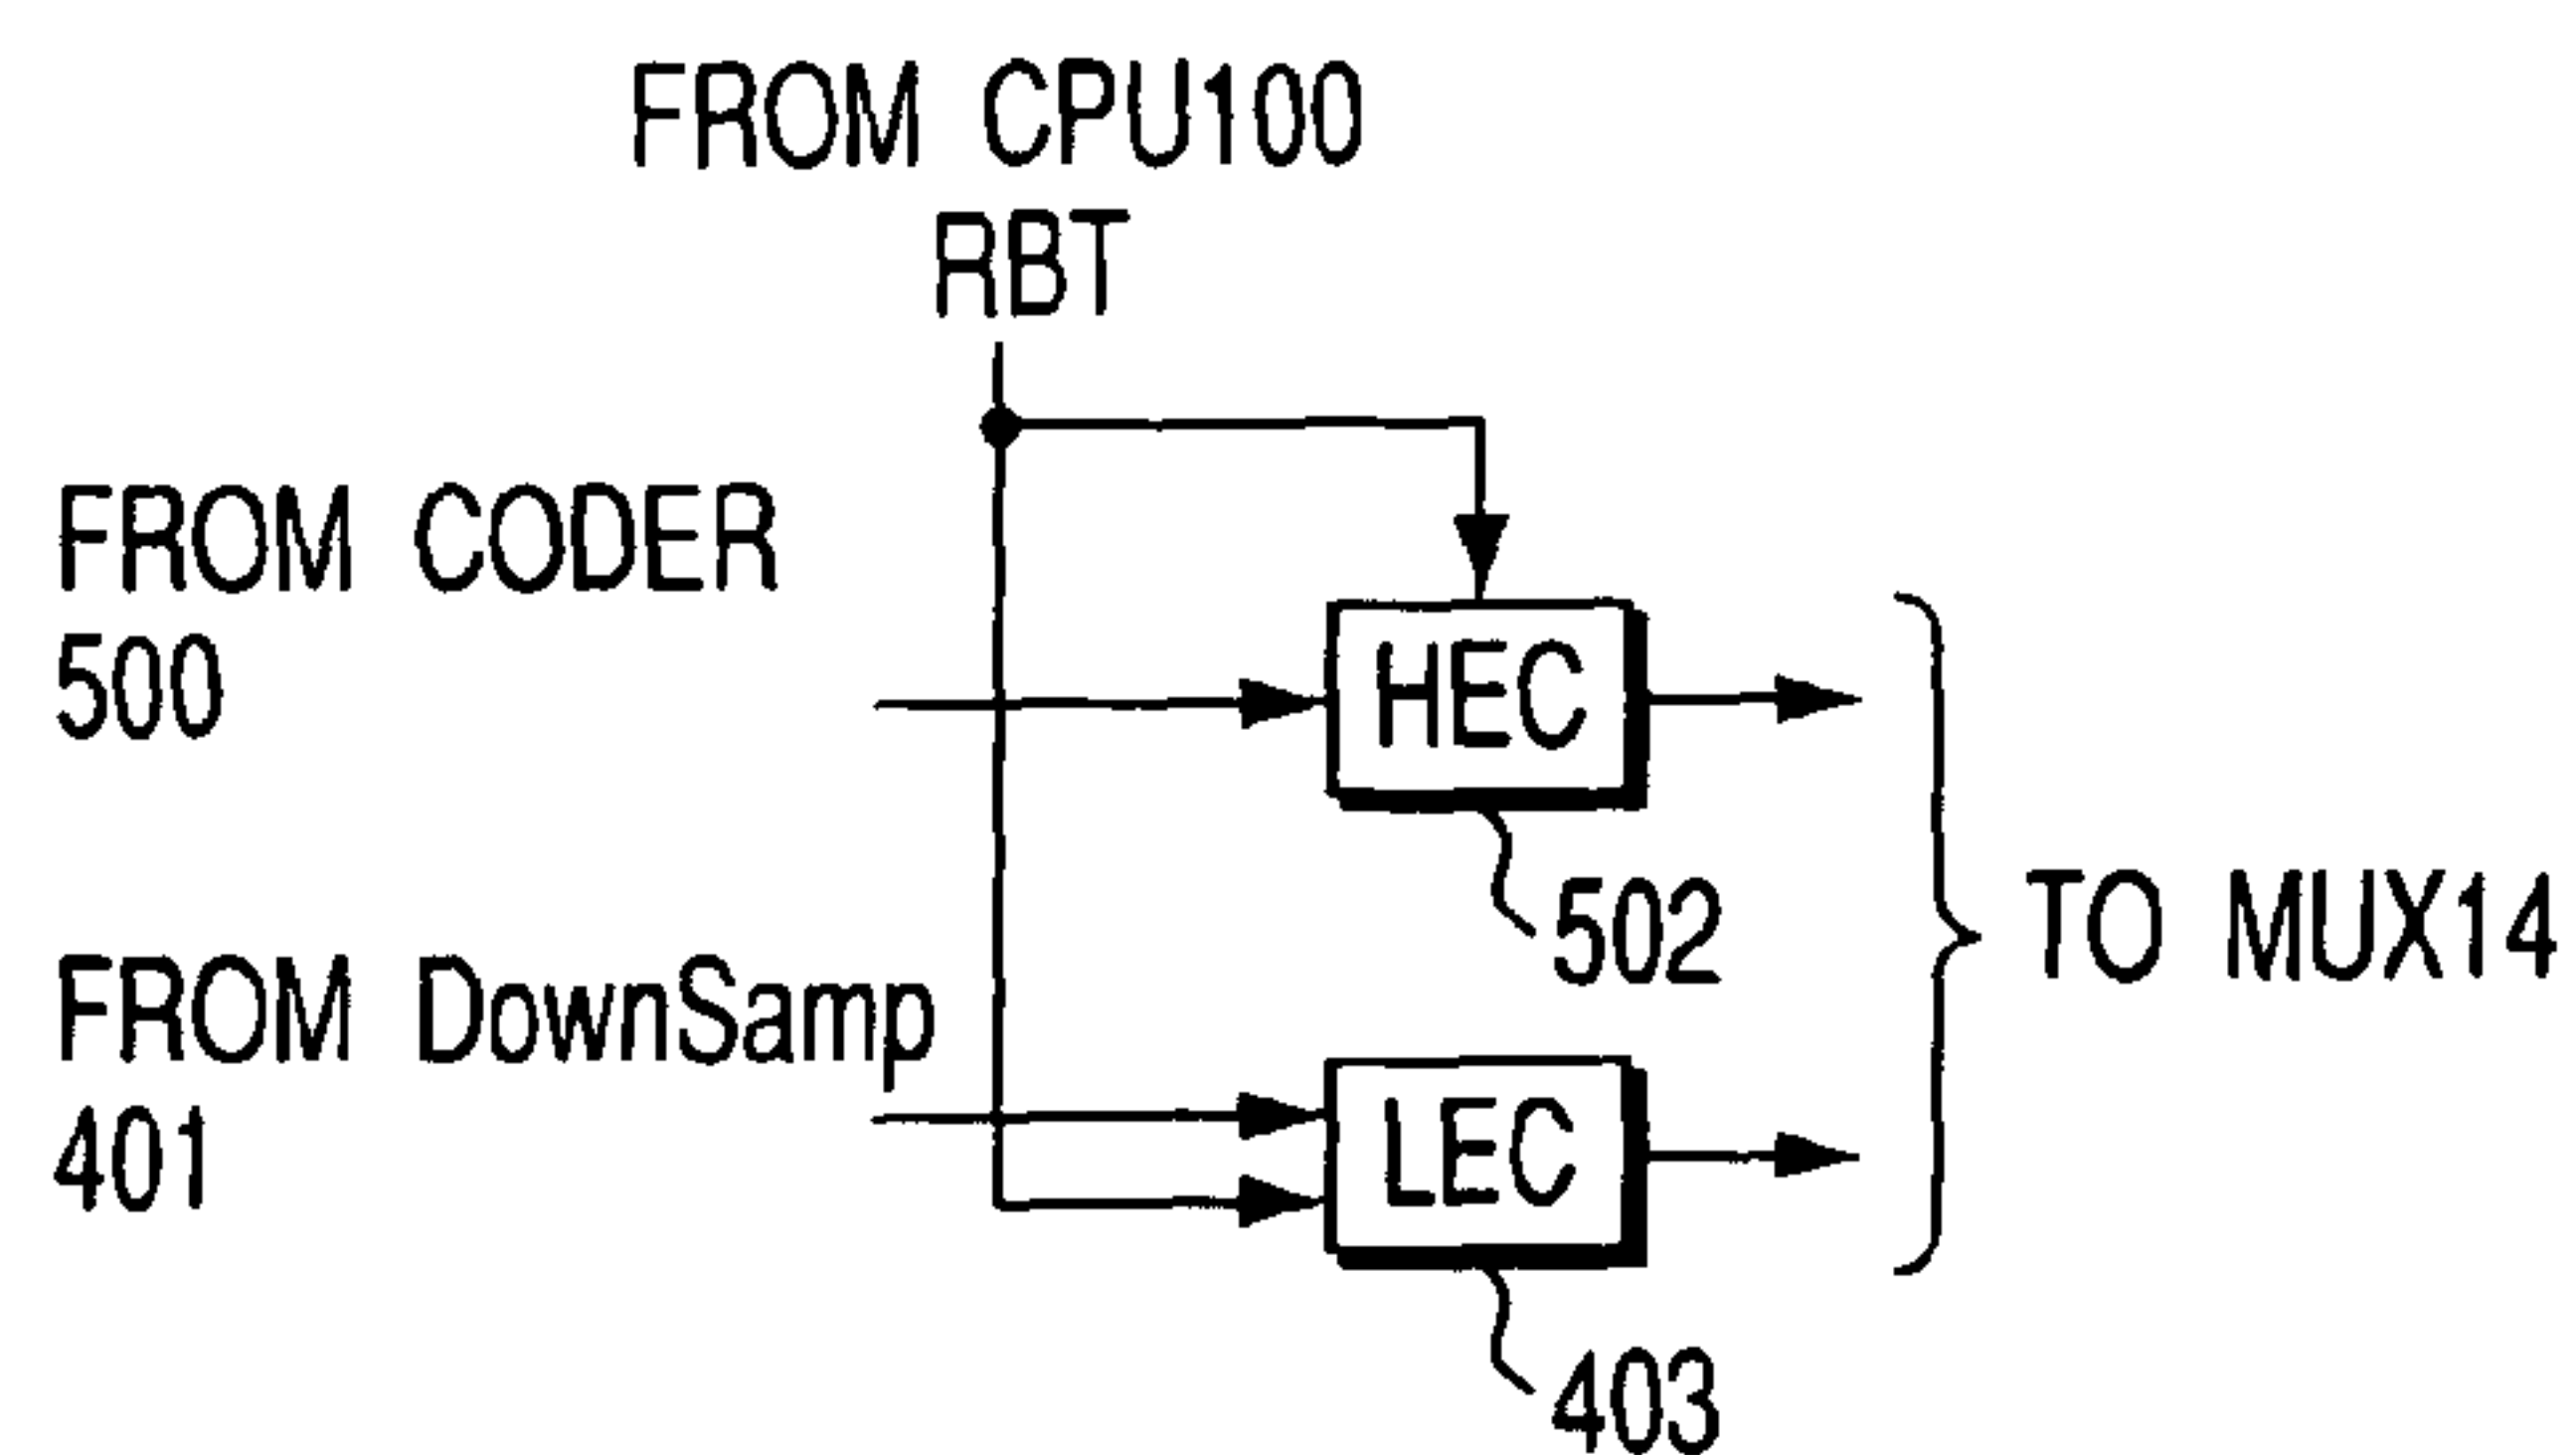 FROM CPU100
RBT
FROM CODER
500
HEC
502
TO MUX14
FROM DownSamp
401
LEC
403